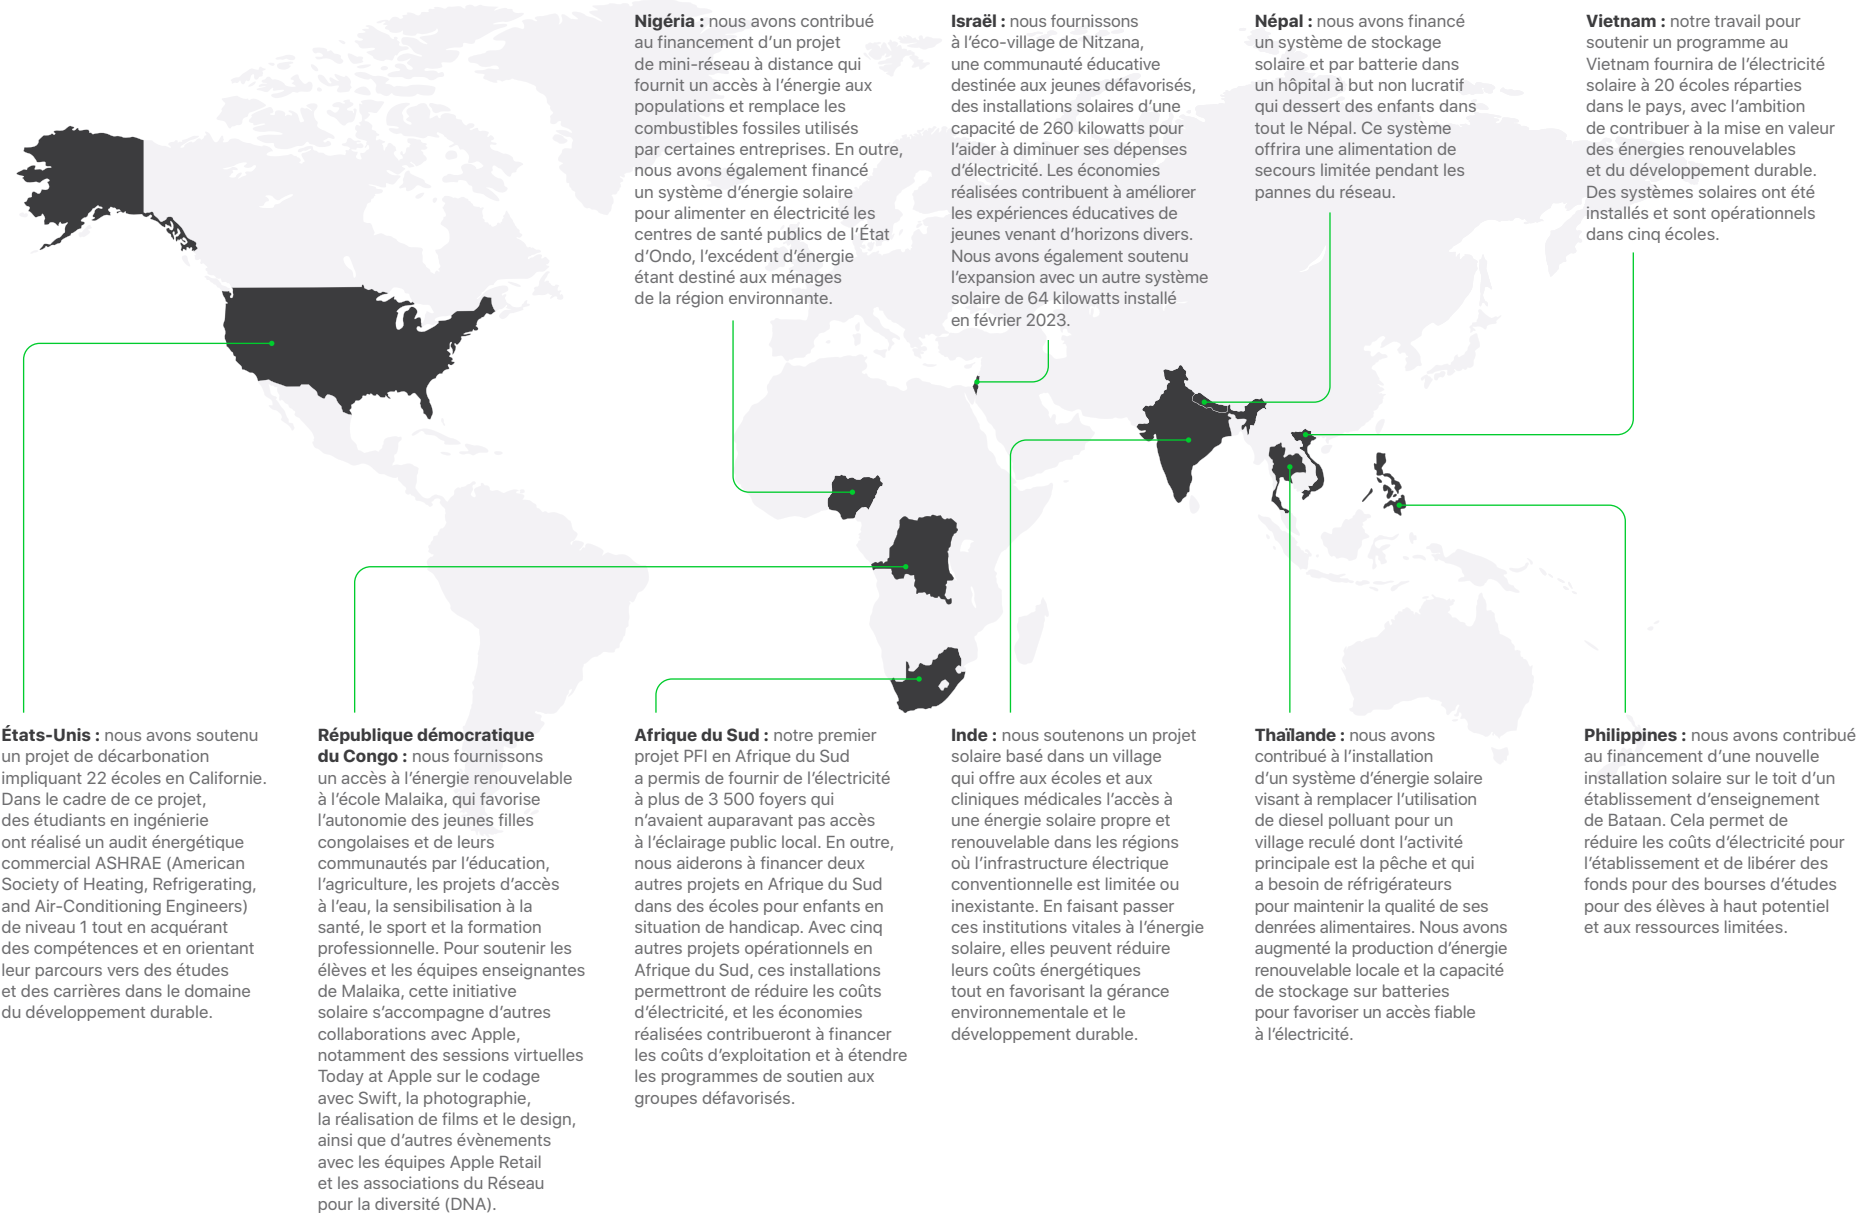 Nigéria : nous avons contribué
au financement d’un projet
de mini-réseau à distance qui
fournit un accès à l’énergie aux
populations et remplace les
combustibles fossiles utilisés
par certaines entreprises. En outre,
nous avons également financé
un système d’énergie solaire
pour alimenter en électricité les
centres de santé publics de l’État
d’Ondo, l’excédent d’énergie
étant destiné aux ménages
de la région environnante.
Israël : nous fournissons
à l’éco-village de Nitzana,
une communauté éducative
destinée aux jeunes défavorisés,
des installations solaires d’une
capacité de 260 kilowatts pour
l’aider à diminuer ses dépenses
d’électricité. Les économies
réalisées contribuent à améliorer
les expériences éducatives de
jeunes venant d’horizons divers.
Nous avons également soutenu
l’expansion avec un autre système
solaire de 64 kilowatts installé
en février 2023.
Népal : nous avons financé
un système de stockage
solaire et par batterie dans
un hôpital à but non lucratif
qui dessert des enfants dans
tout le Népal. Ce système
offrira une alimentation de
secours limitée pendant les
pannes du réseau.
Vietnam : notre travail pour
soutenir un programme au
Vietnam fournira de l’électricité
solaire à 20 écoles réparties
dans le pays, avec l’ambition
de contribuer à la mise en valeur
des énergies renouvelables
et du développement durable.
Des systèmes solaires ont été
installés et sont opérationnels
dans cinq écoles.
États-Unis : nous avons soutenu
un projet de décarbonation
impliquant 22 écoles en Californie.
Dans le cadre de ce projet,
des étudiants en ingénierie
ont réalisé un audit énergétique
commercial ASHRAE (American
Society of Heating, Refrigerating,
and Air-Conditioning Engineers)
de niveau 1 tout en acquérant
des compétences et en orientant
leur parcours vers des études
et des carrières dans le domaine
du développement durable.
République démocratique
du Congo : nous fournissons
un accès à l’énergie renouvelable
à l’école Malaika, qui favorise
l’autonomie des jeunes filles
congolaises et de leurs
communautés par l’éducation,
l’agriculture, les projets d’accès
à l’eau, la sensibilisation à la
santé, le sport et la formation
professionnelle. Pour soutenir les
élèves et les équipes enseignantes
de Malaika, cette initiative
solaire s’accompagne d’autres
collaborations avec Apple,
notamment des sessions virtuelles
Today at Apple sur le codage
avec Swift, la photographie,
la réalisation de films et le design,
ainsi que d’autres évènements
avec les équipes Apple Retail
et les associations du Réseau
pour la diversité (DNA).
Afrique du Sud : notre premier
projet PFI en Afrique du Sud
a permis de fournir de l’électricité
à plus de 3 500 foyers qui
n’avaient auparavant pas accès
à l’éclairage public local. En outre,
nous aiderons à financer deux
autres projets en Afrique du Sud
dans des écoles pour enfants en
situation de handicap. Avec cinq
autres projets opérationnels en
Afrique du Sud, ces installations
permettront de réduire les coûts
d’électricité, et les économies
réalisées contribueront à financer
les coûts d’exploitation et à étendre
les programmes de soutien aux
groupes défavorisés.
Inde : nous soutenons un projet
solaire basé dans un village
qui offre aux écoles et aux
cliniques médicales l’accès à
une énergie solaire propre et
renouvelable dans les régions
où l’infrastructure électrique
conventionnelle est limitée ou
inexistante. En faisant passer
ces institutions vitales à l’énergie
solaire, elles peuvent réduire
leurs coûts énergétiques
tout en favorisant la gérance
environnementale et le
développement durable.
Thaïlande : nous avons
contribué à l’installation
d’un système d’énergie solaire
visant à remplacer l’utilisation
de diesel polluant pour un
village reculé dont l’activité
principale est la pêche et qui
a besoin de réfrigérateurs
pour maintenir la qualité de ses
denrées alimentaires. Nous avons
augmenté la production d’énergie
renouvelable locale et la capacité
de stockage sur batteries
pour favoriser un accès fiable
à l’électricité.
Philippines : nous avons contribué
au financement d’une nouvelle
installation solaire sur le toit d’un
établissement d’enseignement
de Bataan. Cela permet de
réduire les coûts d’électricité pour
l’établissement et de libérer des
fonds pour des bourses d’études
pour des élèves à haut potentiel
et aux ressources limitées.